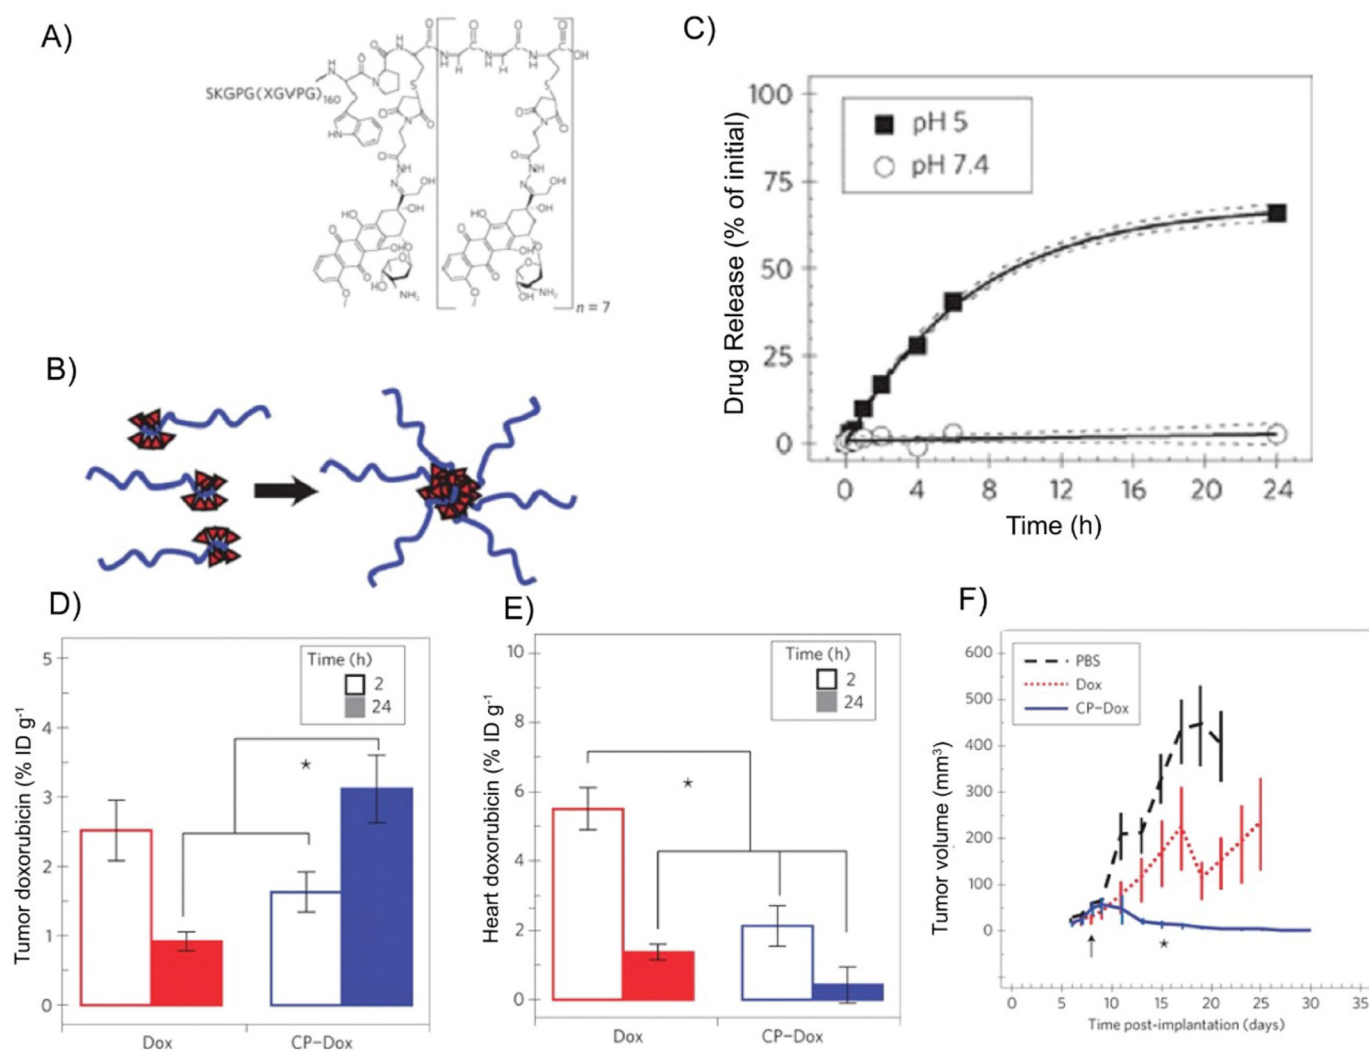 A)
SKGPG(XGVPG)160
n = 7
B)
C)
Drug Release (% of initial)
100
75
50
25
0
pH 5
pH 7.4
0 4 8 12 16 20 24
Time (h)
D)
Tumor doxorubicin (% ID g-1)
5
4
3
2
1
0
Time (h)
2
24
*
Dox CP–Dox
E)
Heart doxorubicin (% ID g-1)
10
8
6
4
2
0
Time (h)
2
24
*
Dox CP–Dox
F)
Tumor volume (mm3)
600
500
400
300
200
100
0
PBS
Dox
CP–Dox
*
0 5 10 15 20 25 30 35
Time post-implantation (days)